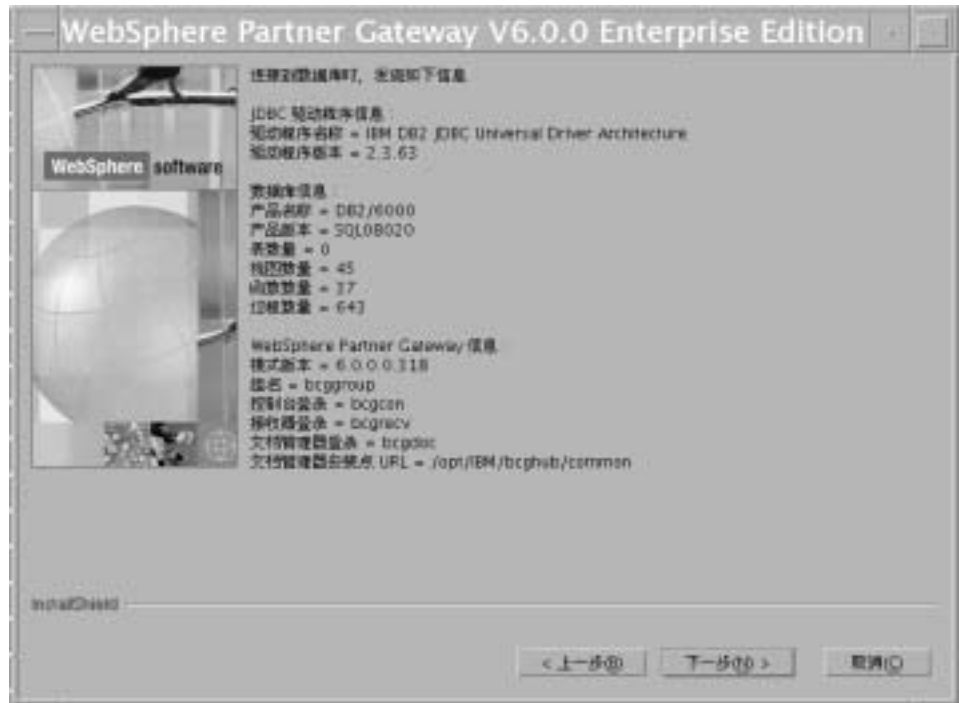 WebSphere Partner Gateway V6.0.0 Enterprise Edition
WebSphere software
连接到数据库时，发现如下信息
JDBC 驱动程序信息：
驱动程序名称 = IBM DB2 JDBC Universal Driver Architecture
驱动程序版本 = 2.3.63
数据库信息：
产品名称 = DB2/6000
产品版本 = SQL08020
表数量 = 0
视图数量 = 45
函数数量 = 17
过程数量 = 643
WebSphere Partner Gateway 信息
模式版本 = 6.0.0.0.318
组名 = bcggroup
控制台登录 = bcgcon
接收器登录 = bcgrecv
文档管理器登录 = bcgdoc
文档管理器安装点 URL = /opt/IBM/bcghub/common
InstallShield
< 上一步(B)
下一步(N) >
取消(C)